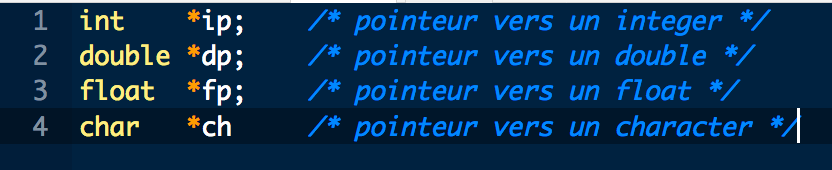 1 int *ip; /* pointeur vers un integer */
2 double *dp; /* pointeur vers un double */
3 float *fp; /* pointeur vers un float */
4 char *ch /* pointeur vers un character */